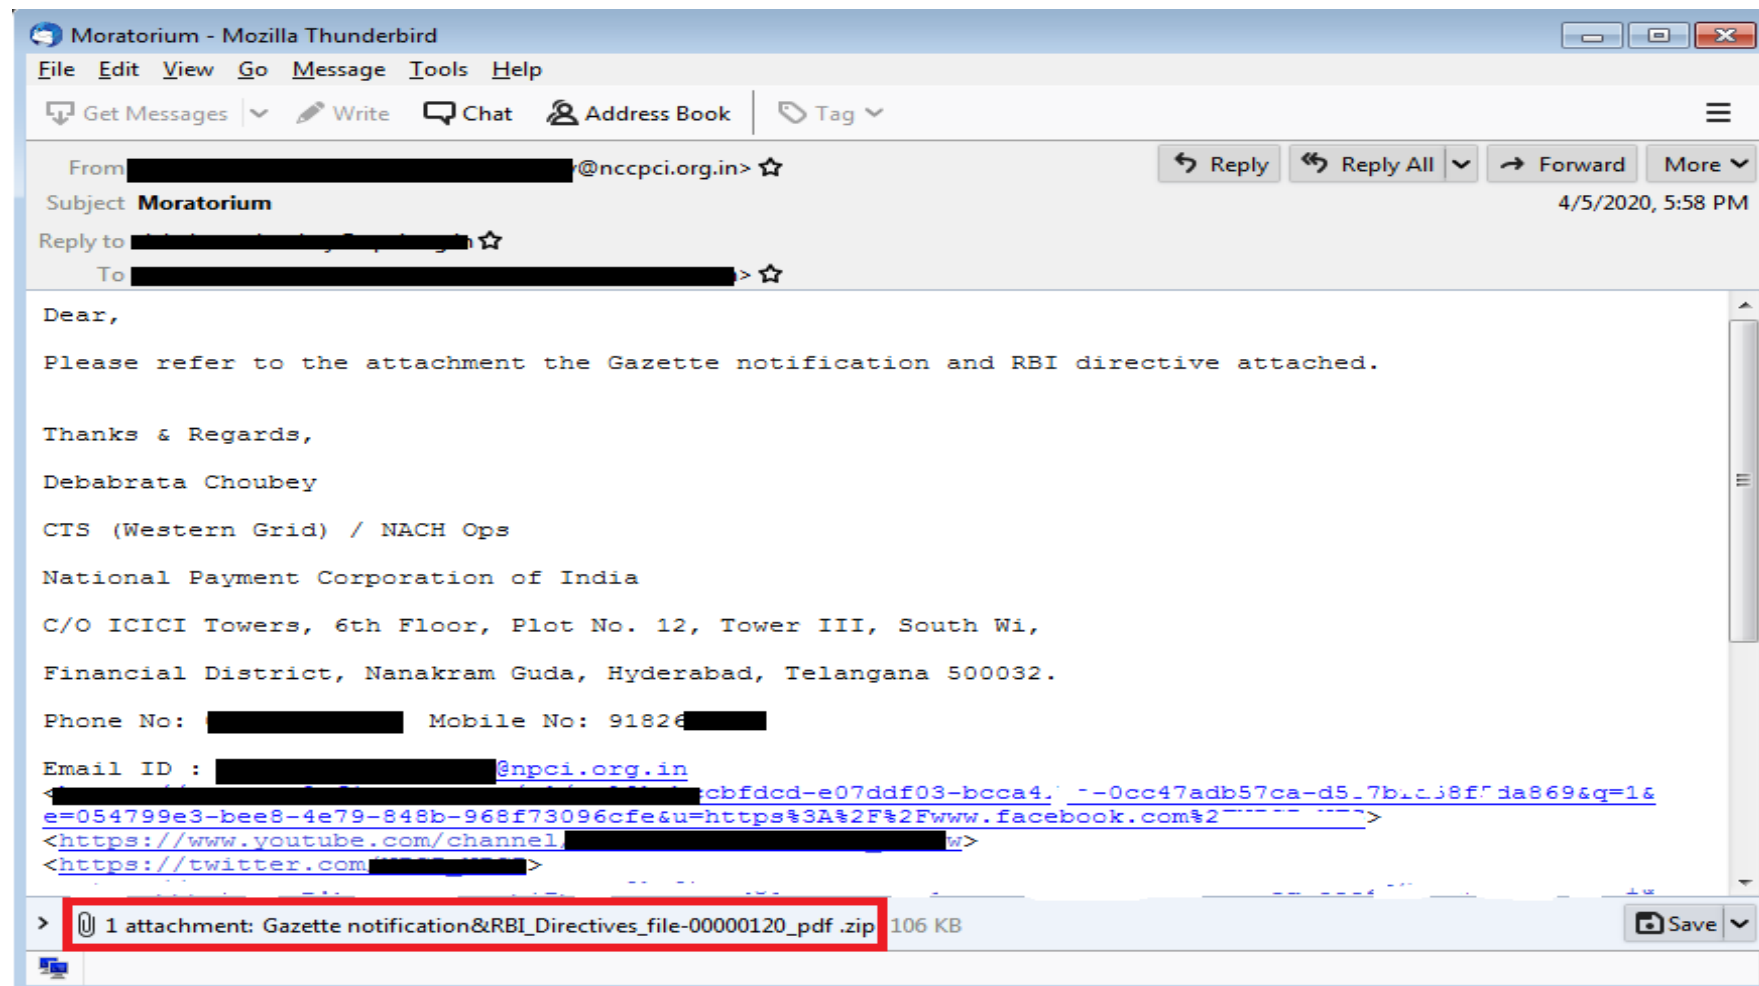 Moratorium - Mozilla Thunderbird
File Edit View Go Message Tools Help
Get Messages Write Chat Address Book Tag
From @nccpci.org.in> Reply Reply All Forward More
Subject Moratorium 4/5/2020, 5:58 PM
Reply to
To >
Dear,
Please refer to the attachment the Gazette notification and RBI directive attached.
Thanks & Regards,
Debabrata Choubey
CTS (Western Grid) / NACH Ops
National Payment Corporation of India
C/O ICICI Towers, 6th Floor, Plot No. 12, Tower III, South Wi,
Financial District, Nanakram Guda, Hyderabad, Telangana 500032.
Phone No: Mobile No: 91826
Email ID : @npci.org.in
<
e=054799e3-bee8-4e79-848b-968f73096cfe&u=https%3A%2F%2Fwww.facebook.com%2 >
<https://www.youtube.com/channel/ w>
<https://twitter.com/ >
1 attachment: Gazette notification&RBI_Directives_file-00000120_pdf .zip 106 KB Save